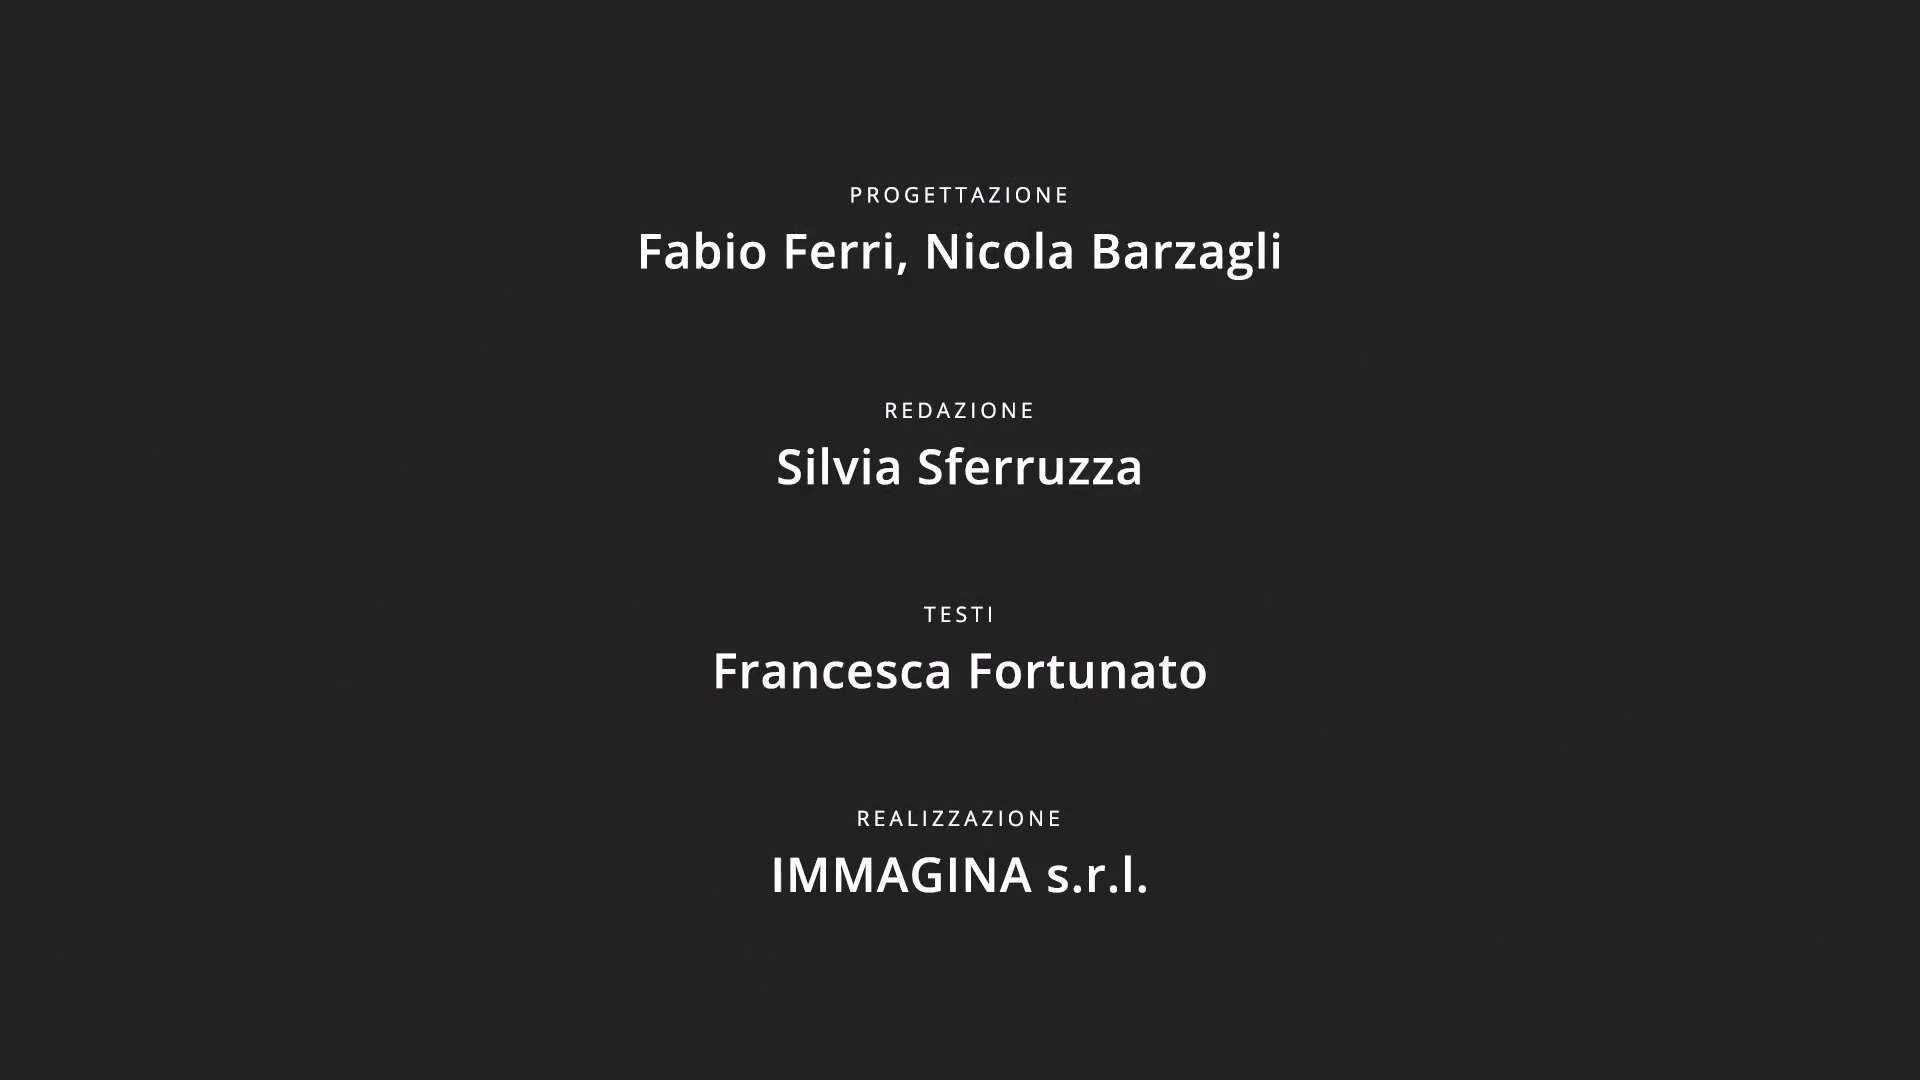 PROGETTAZIONE
Fabio Ferri, Nicola Barzagli
REDAZIONE
Silvia Sferruzza
TESTI
Francesca Fortunato
REALIZZAZIONE
IMMAGINA s.r.l.